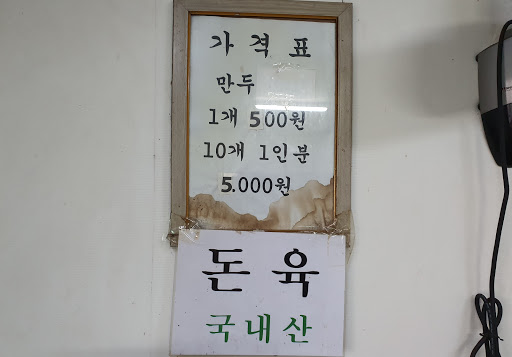 가격표
만두
1개 500원
10개 1인분
5.000원
돈육
국내산